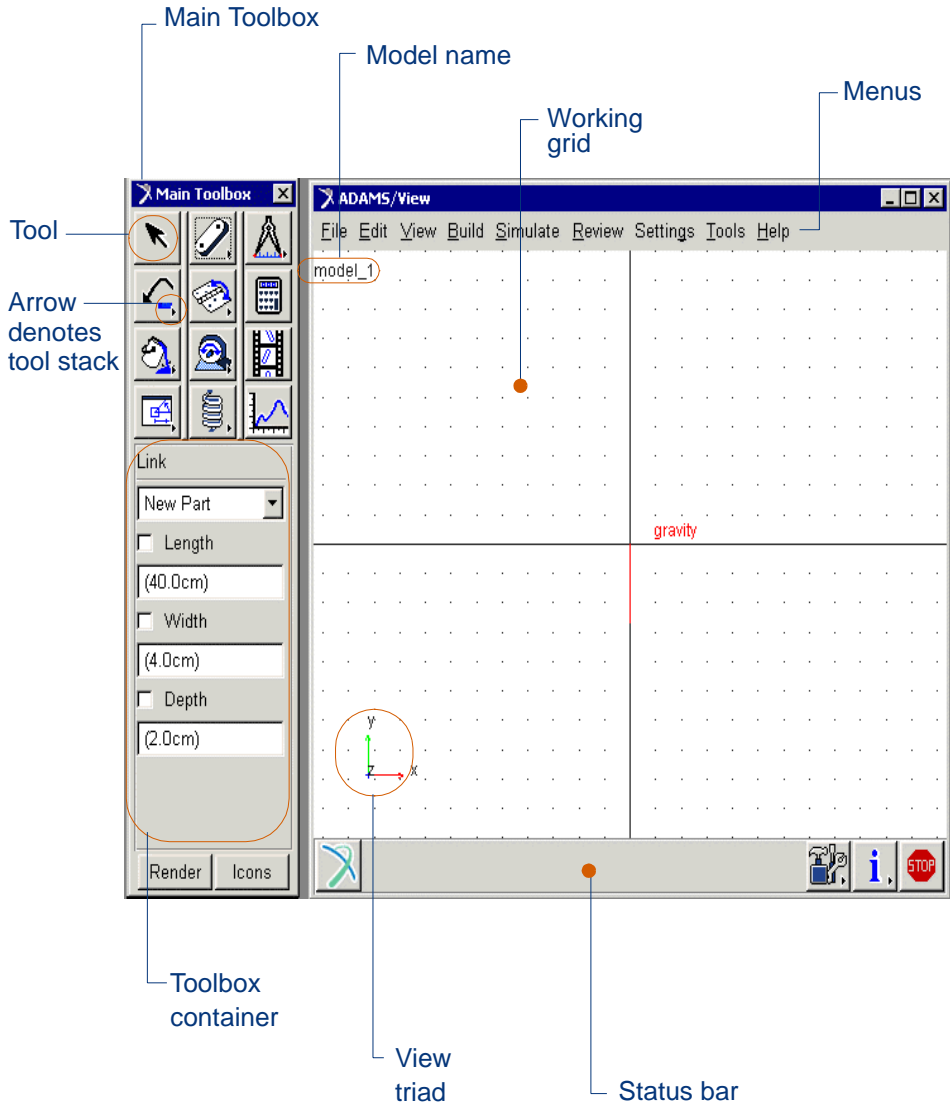 Main Toolbox
Model name
Menus
Working
grid
Main Toolbox
ADAMS/View
Tool
File Edit View Build Simulate Review Settings Tools Help
model_1
Arrow
denotes
tool stack
Link
New Part
gravity
Length
(40.0cm)
Width
(4.0cm)
Depth
(2.0cm)
y
z
x
Render
Icons
i
STOP
Toolbox
container
View
triad
Status bar